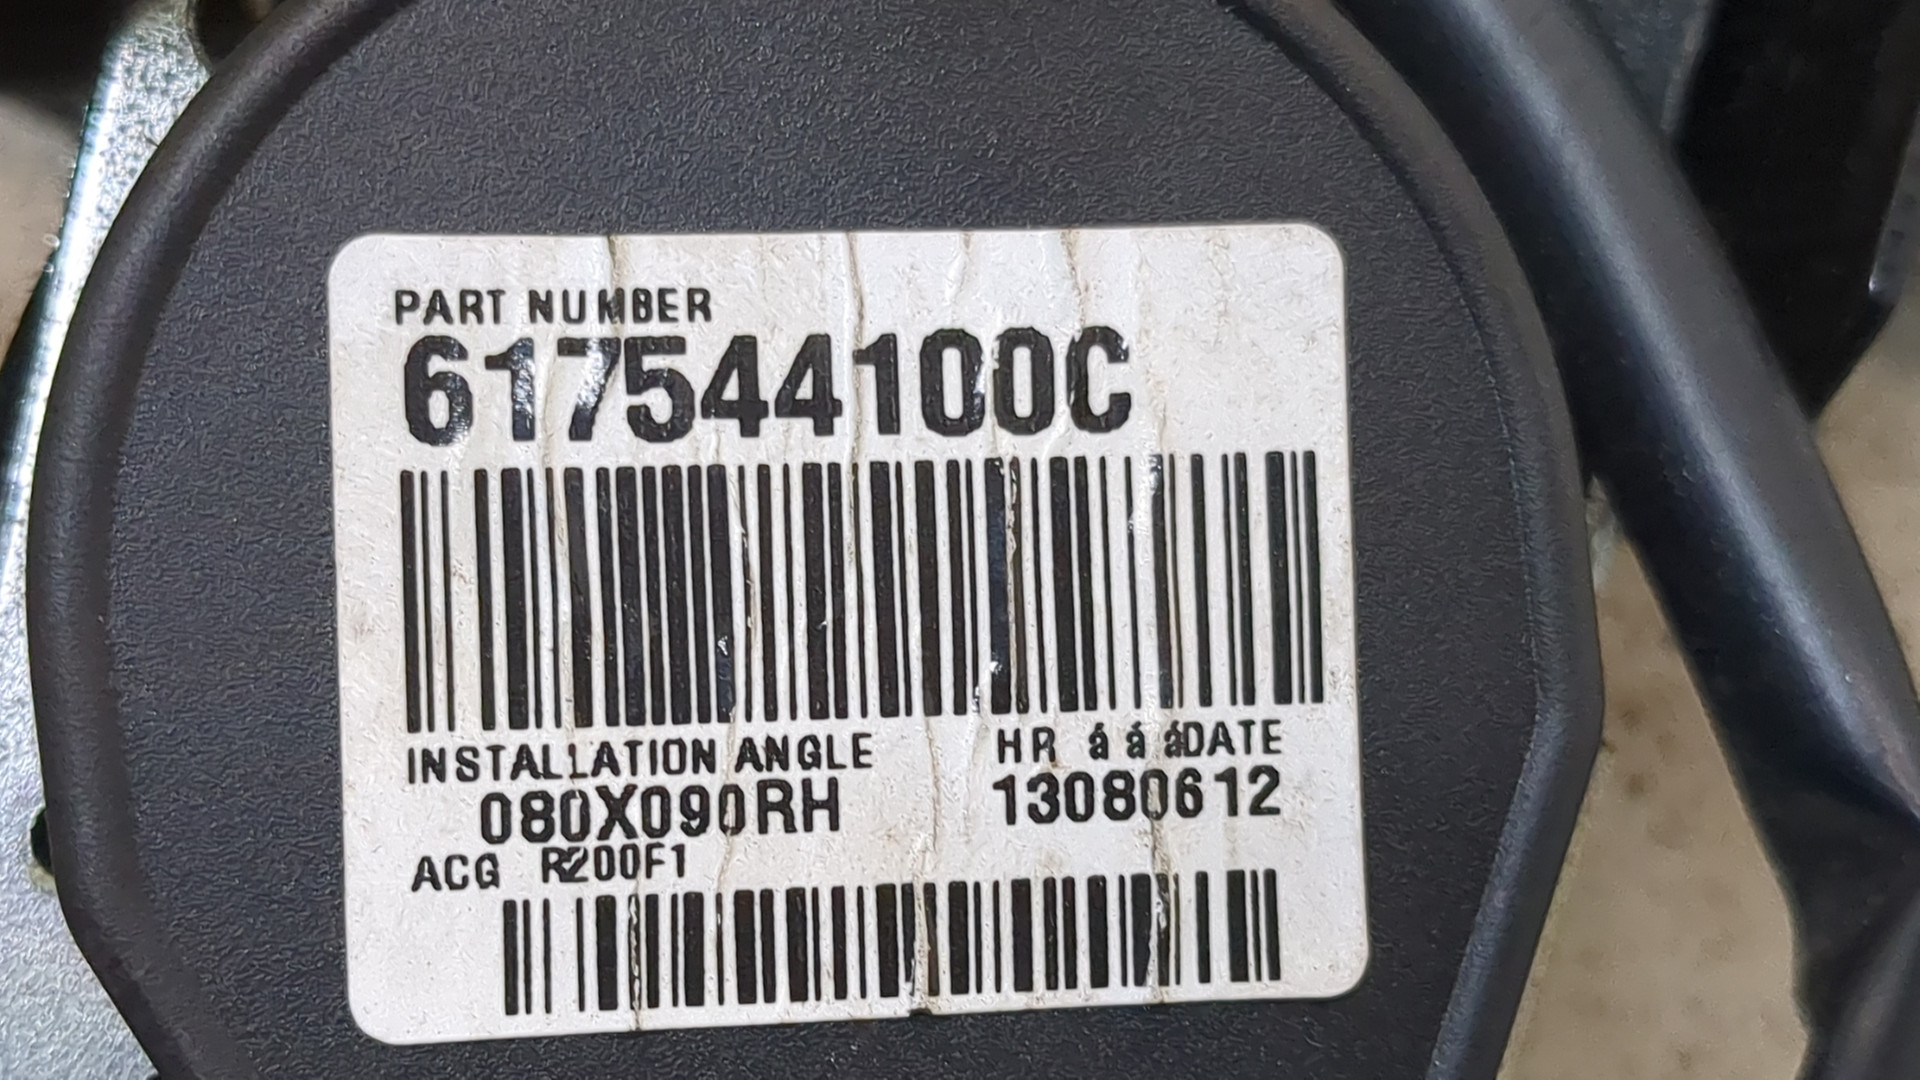 PART NUMBER
617544100C
INSTALLATION ANGLE HR á á áDATE
080X090RH 13080612
ACG R200F1